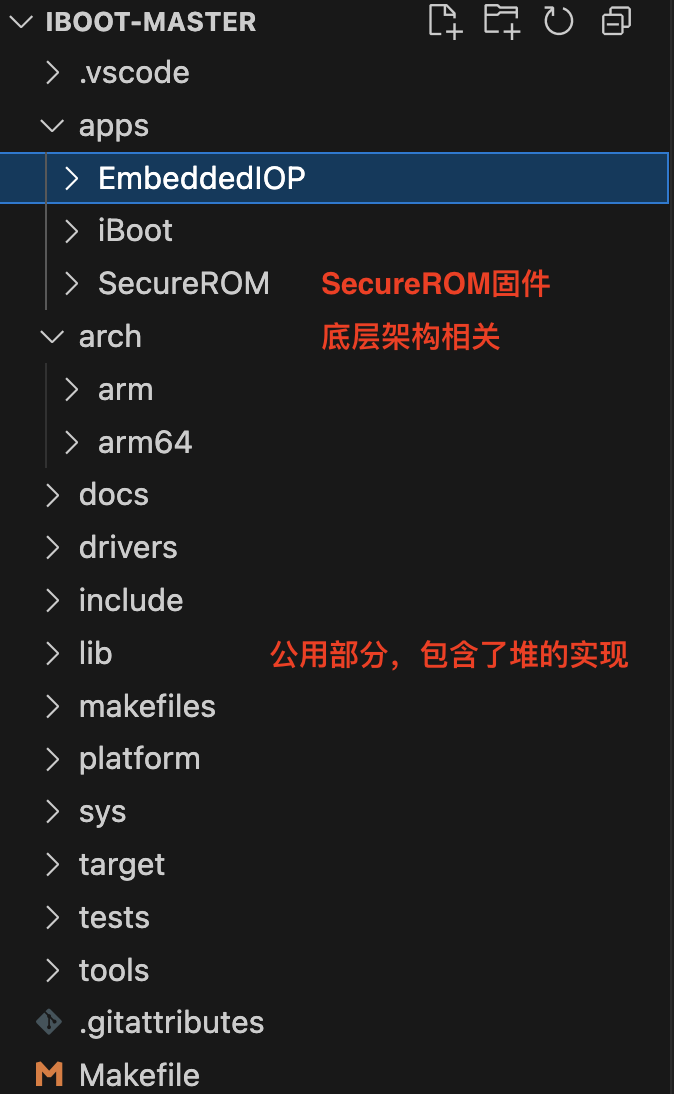 IBOOT-MASTER
.vscode
apps
EmbeddedIOP
iBoot
SecureROM SecureROM固件
arch 底层架构相关
arm
arm64
docs
drivers
include
lib 公用部分，包含了堆的实现
makefiles
platform
sys
target
tests
tools
.gitattributes
M Makefile